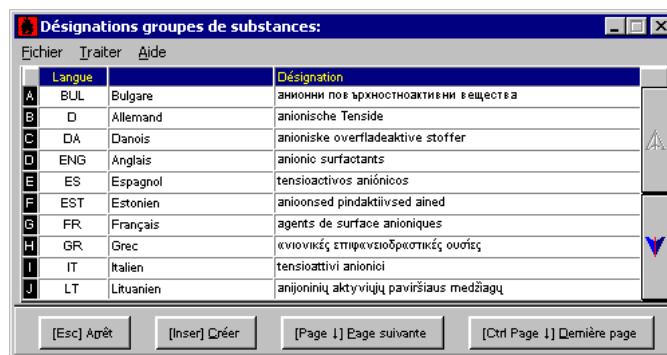 Désignations groupes de substances:
Fichier Traiter Aide
Langue Désignation
A BUL Bulgare анионни повърхностноактивни вещества
B D Allemand anionische Tenside
C DA Danois anioniske overfladeaktive stoffer
D ENG Anglais anionic surfactants
E ES Espagnol tensioactivos aniónicos
F EST Estonien anioonsed pindaktiivsed ained
G FR Français agents de surface anioniques
H GR Grec ανιονικές επιφανειοδραστικές ουσίες
I IT Italien tensioattivi anionici
J LT Lituanien anijoninių aktyviųjų paviršiaus medžiagų
[Esc] Arrêt [Inser] Créer [Page ↓] Page suivante [Ctrl Page ↓] Dernière page